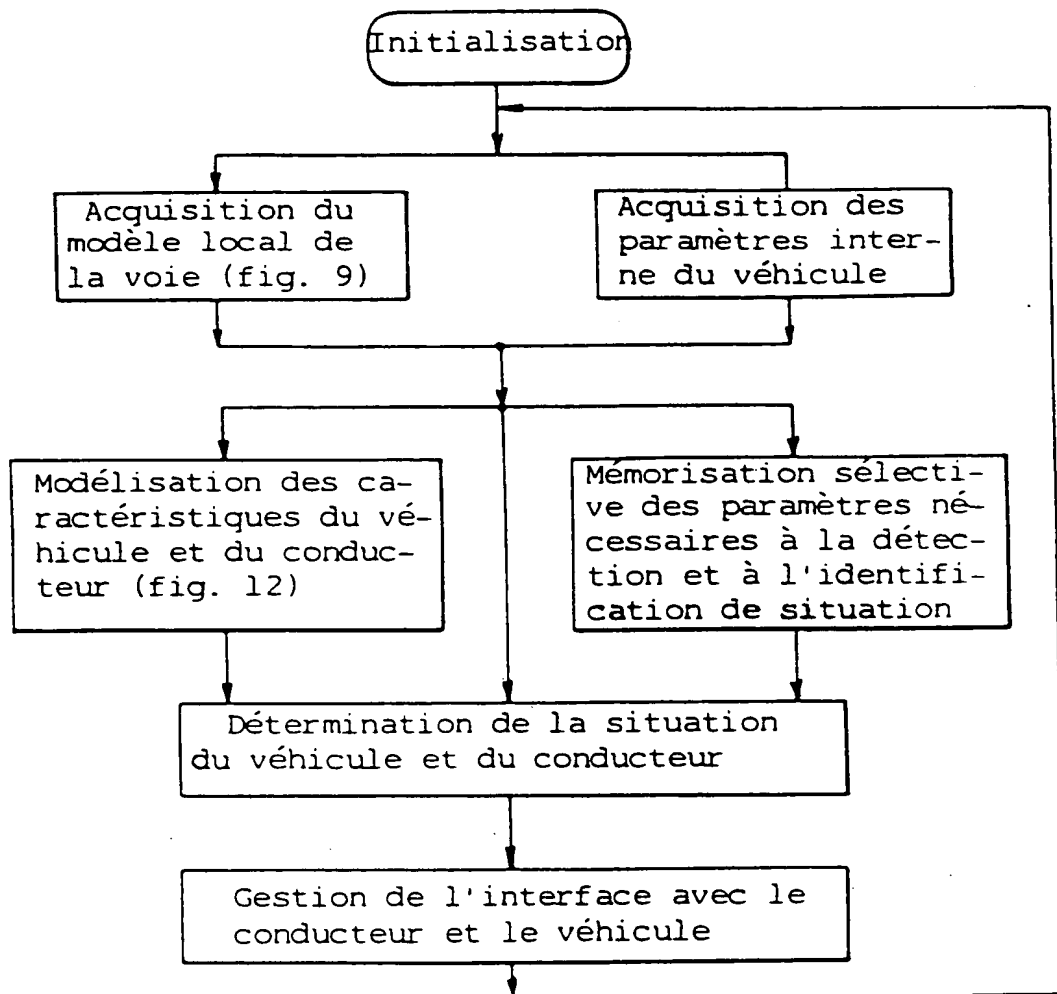 Initialisation
Acquisition du
modèle local de
la voie (fig. 9)
Acquisition des
paramètres inter-
ne du véhicule
Modélisation des ca-
ractéristiques du vé-
hicule et du conduc-
teur (fig. 12)
Mémorisation sélecti-
ve des paramètres né-
cessaires à la détec-
tion et à l'identifi-
cation de situation
Détermination de la situation
du véhicule et du conducteur
Gestion de l'interface avec le
conducteur et le véhicule